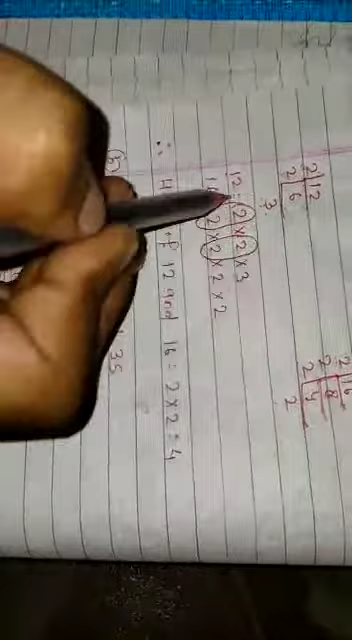 2 12 2 16
2 6 2 8
3 2 4
2
12 = 2 × 2 × 3
2 × 2 × 2 × 2
∴ H of 12 and 16 = 2 × 2 = 4
(b) 35